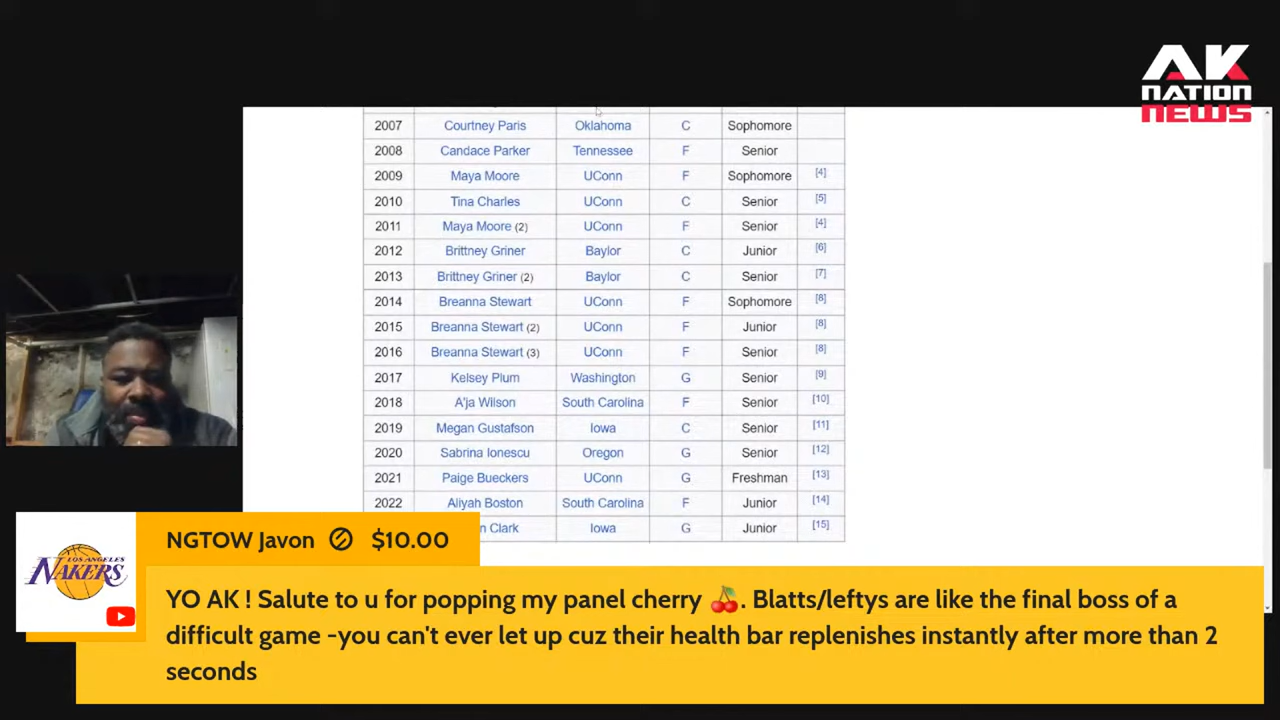 AK
NATION
NEWS
2007 Courtney Paris Oklahoma C Sophomore
2008 Candace Parker Tennessee F Senior
2009 Maya Moore UConn F Sophomore [4]
2010 Tina Charles UConn C Senior [5]
2011 Maya Moore (2) UConn F Senior [4]
2012 Brittney Griner Baylor C Junior [6]
2013 Brittney Griner (2) Baylor C Senior [7]
2014 Breanna Stewart UConn F Sophomore [8]
2015 Breanna Stewart (2) UConn F Junior [8]
2016 Breanna Stewart (3) UConn F Senior [8]
2017 Kelsey Plum Washington G Senior [9]
2018 A'ja Wilson South Carolina F Senior [10]
2019 Megan Gustafson Iowa C Senior [11]
2020 Sabrina Ionescu Oregon G Senior [12]
2021 Paige Bueckers UConn G Freshman [13]
2022 Aliyah Boston South Carolina F Junior [14]
n Clark Iowa G Junior [15]
LOS ANGELES
NAKERS
NGTOW Javon $10.00
YO AK ! Salute to u for popping my panel cherry 🍒. Blatts/leftys are like the final boss of a
difficult game -you can't ever let up cuz their health bar replenishes instantly after more than 2
seconds